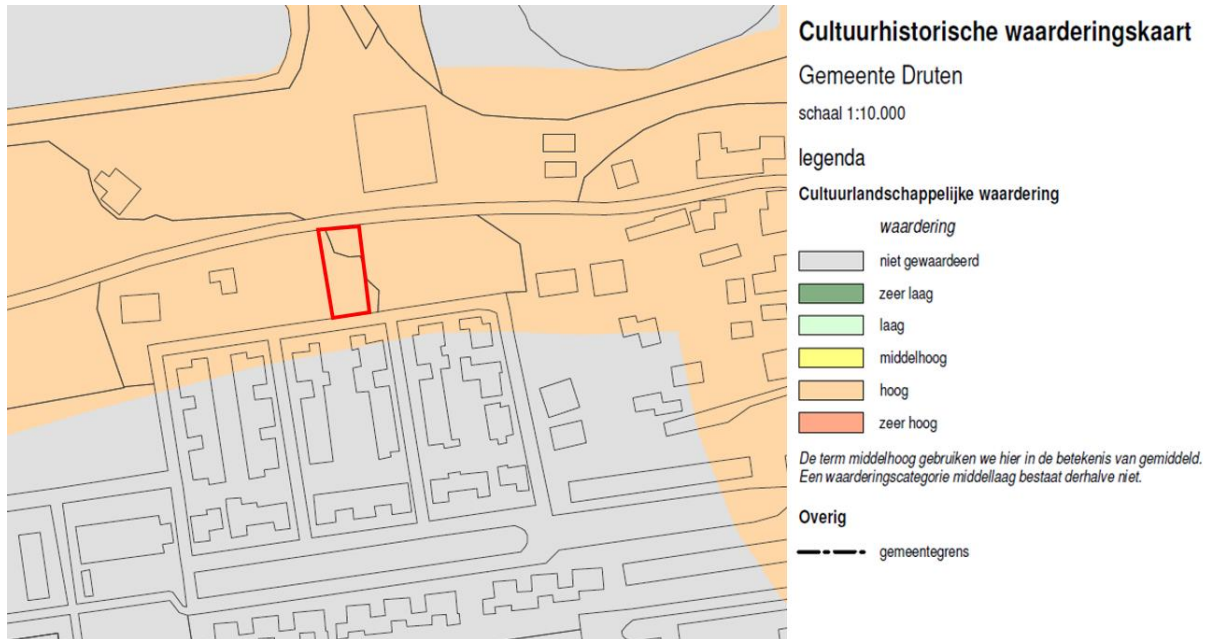 Cultuurhistorische waarderingskaart
Gemeente Druten
schaal 1:10.000
legenda
Cultuurlandschappelijke waardering
waardering
niet gewaardeerd
zeer laag
laag
middelhoog
hoog
zeer hoog
De term middelhoog gebruiken we hier in de betekenis van gemiddeld.
Een waarderingscategorie middellaag bestaat derhalve niet.
Overig
gemeentegrens